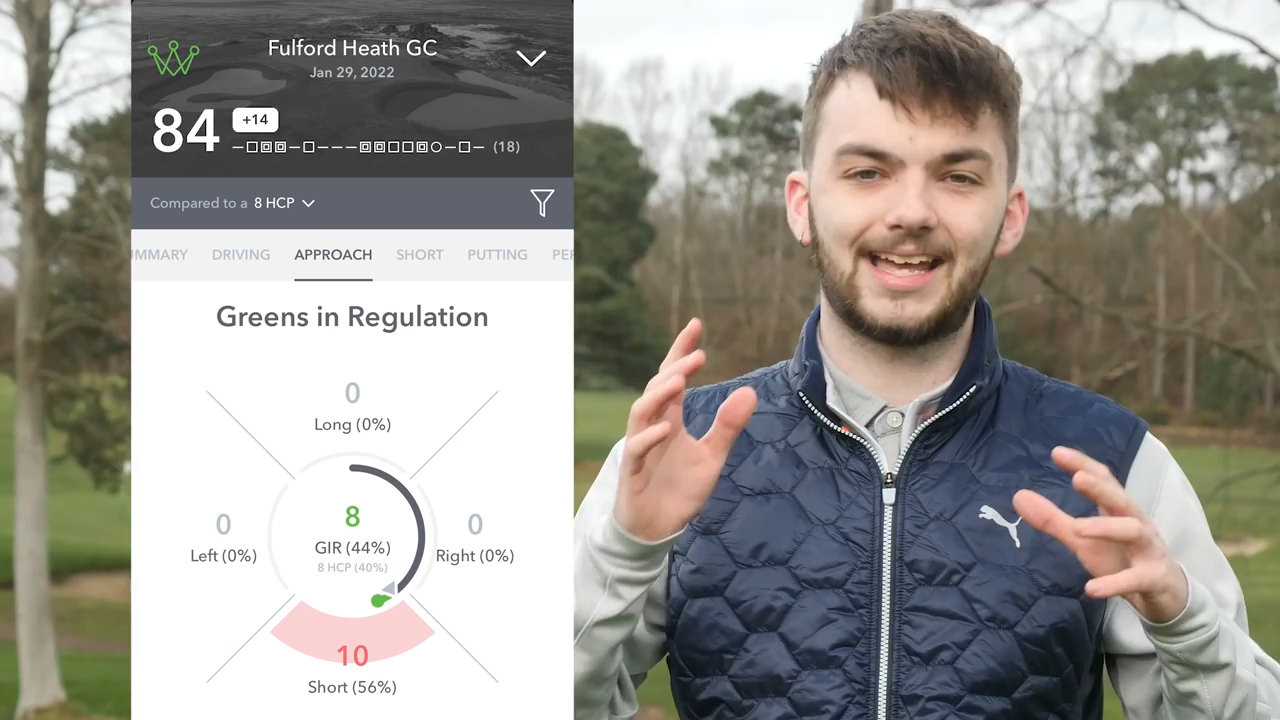 Fulford Heath GC
Jan 29, 2022
84 +14
(18)
Compared to a 8 HCP
UMMARY DRIVING APPROACH SHORT PUTTING PER
Greens in Regulation
0
Long (0%)
0
Left (0%)
8
GIR (44%)
8 HCP (40%)
0
Right (0%)
10
Short (56%)